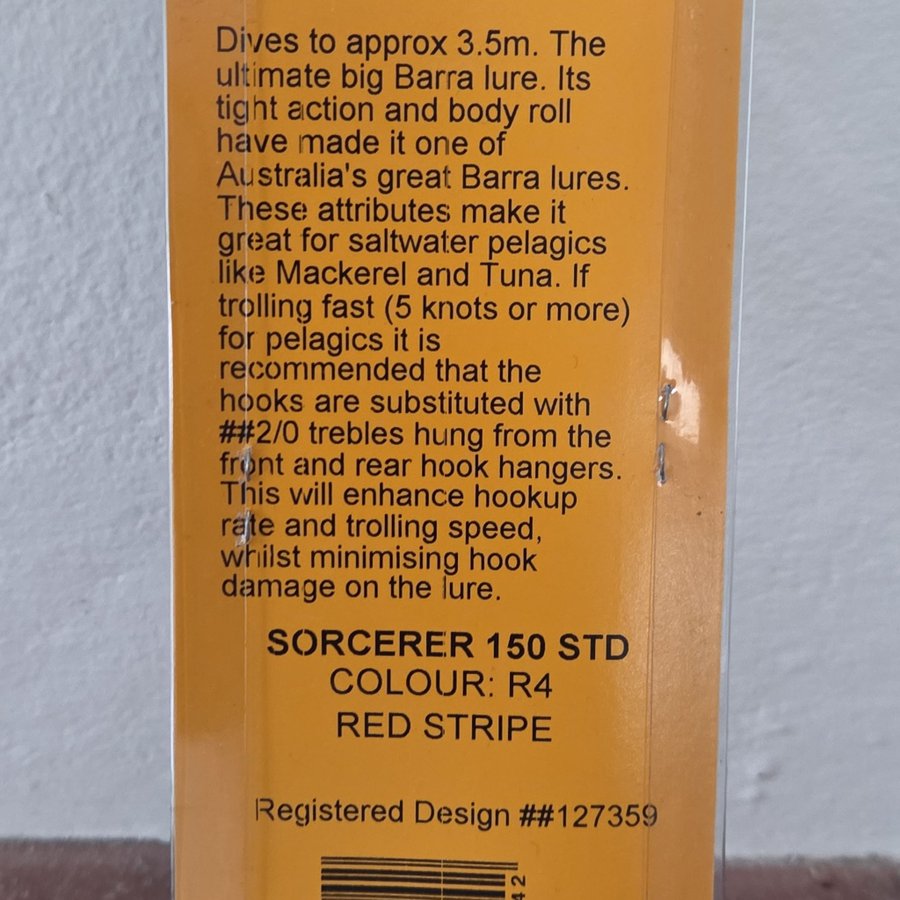 Dives to approx 3.5m. The
ultimate big Barra lure. Its
tight action and body roll
have made it one of
Australia's great Barra lures.
These attributes make it
great for saltwater pelagics
like Mackerel and Tuna. If
trolling fast (5 knots or more)
for pelagics it is
recommended that the
hooks are substituted with
##2/0 trebles hung from the
front and rear hook hangers.
This will enhance hookup
rate and trolling speed,
whilst minimising hook
damage on the lure.
SORCERER 150 STD
COLOUR: R4
RED STRIPE
Registered Design ##127359
42